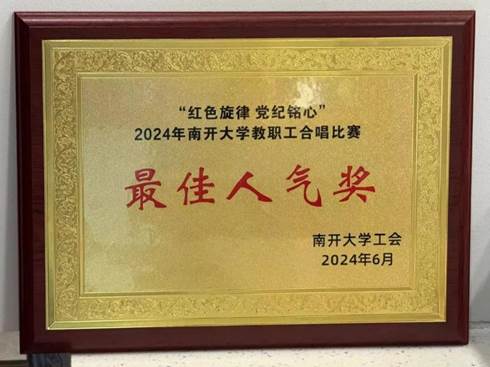 “红色旋律 党纪铭心”
2024年南开大学教职工合唱比赛
最佳人气奖
南开大学工会
2024年6月